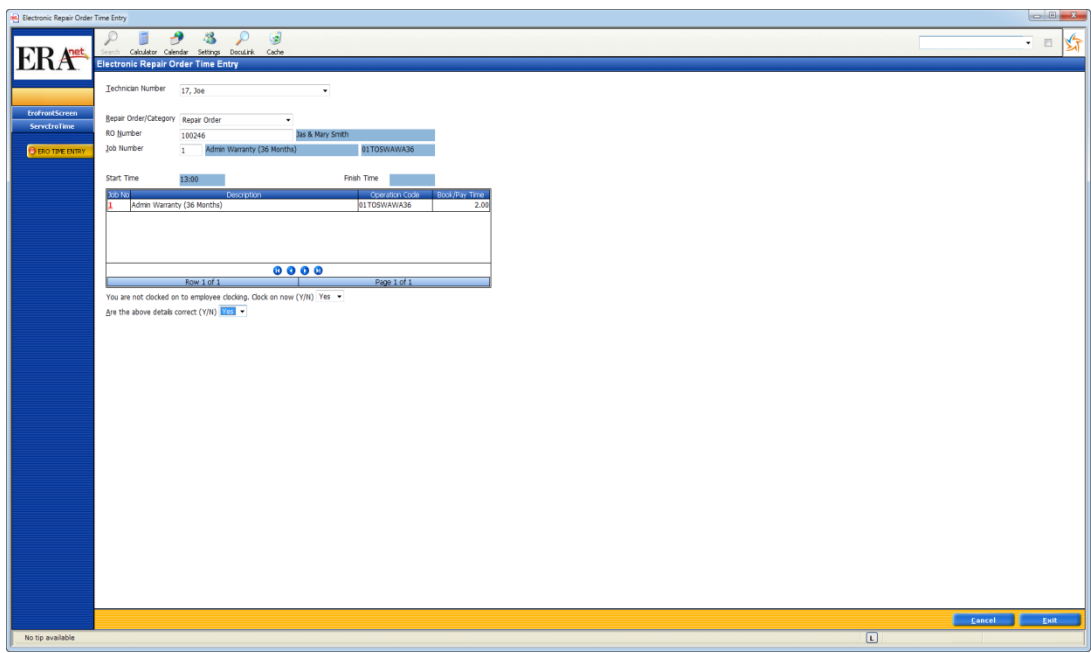 Electronic Repair Order Time Entry
ERAnet
Search Calculator Calendar Settings DocuLink Cache
Electronic Repair Order Time Entry
EroFrontScreen
ServcEroTime
ERO TIME ENTRY
Technician Number 17, Joe
Repair Order/Category Repair Order
RO Number 100246 Jas & Mary Smith
Job Number 1 Admin Warranty (36 Months) 01TOSWAWA36
Start Time 13:00 Finish Time
Job No Description Operation Code Book/Pay Time
1 Admin Warranty (36 Months) 01TOSWAWA36 2.00
Row 1 of 1 Page 1 of 1
You are not clocked on to employee clocking. Clock on now (Y/N) Yes
Are the above details correct (Y/N) Yes
Cancel Exit
No tip available L